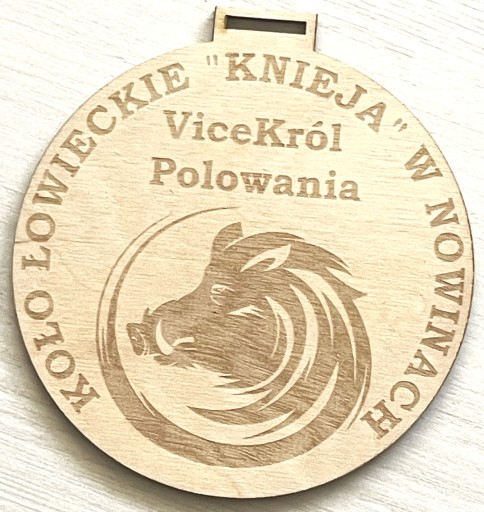 KOŁO ŁOWIECKIE "KNIEJA" W NOWINACH
ViceKról
Polowania